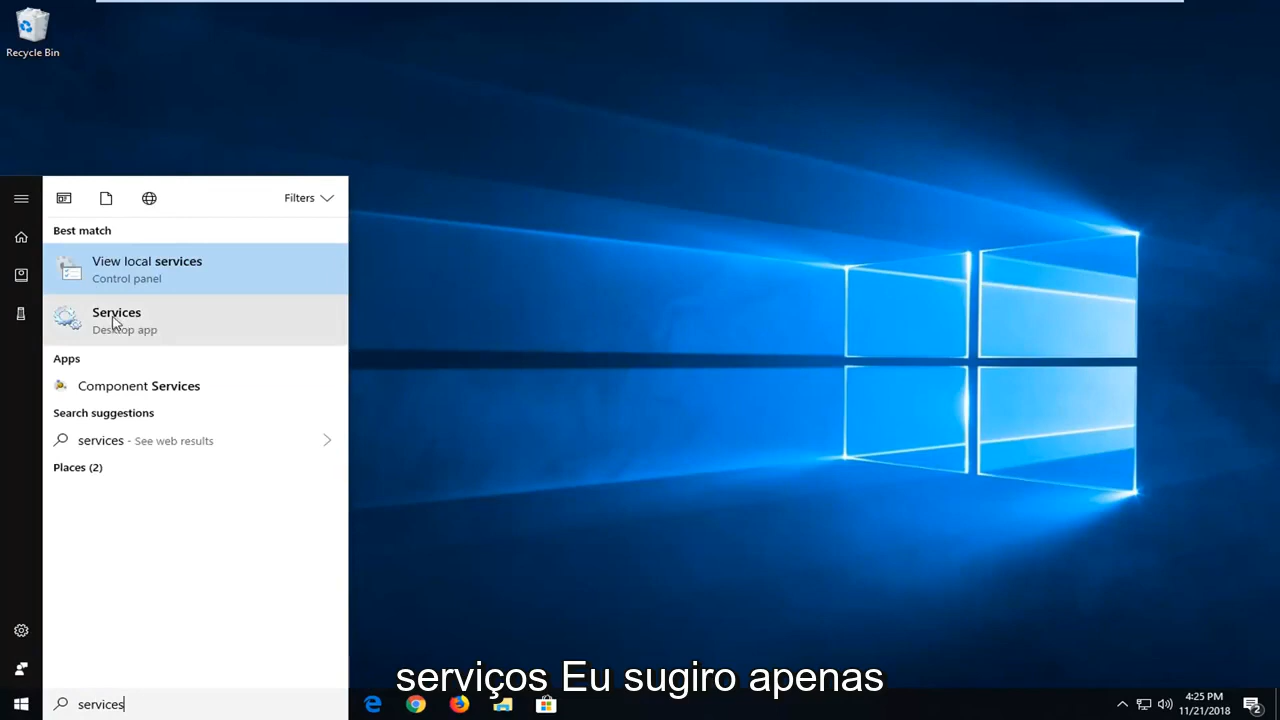 Recycle Bin
Filters
Best match
View local services
Control panel
Services
Desktop app
Apps
Component Services
Search suggestions
services - See web results
Places (2)
serviços Eu sugiro apenas
services
4:25 PM
11/21/2018
2